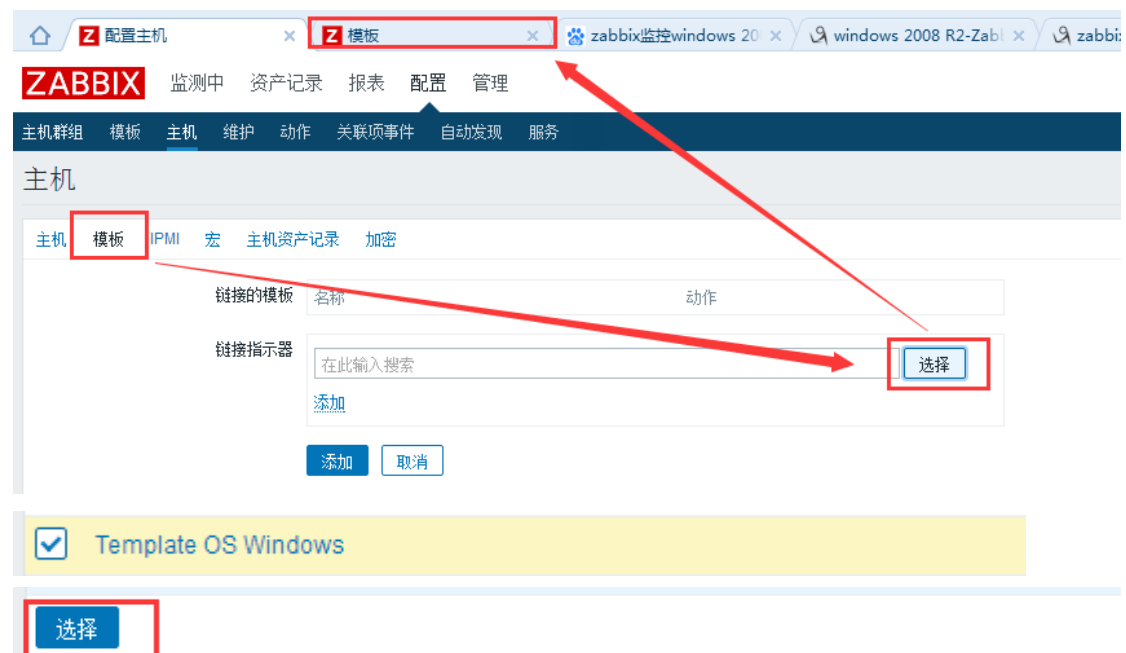 Z 配置主机 Z 模板 zabbix监控windows 20 windows 2008 R2-Zabl zabbix
ZABBIX 监测中 资产记录 报表 配置 管理
主机群组 模板 主机 维护 动作 关联项事件 自动发现 服务
主机
主机 模板 IPMI 宏 主机资产记录 加密
链接的模板 名称 动作
链接指示器 在此输入搜索 选择
添加
添加 取消
Template OS Windows
选择